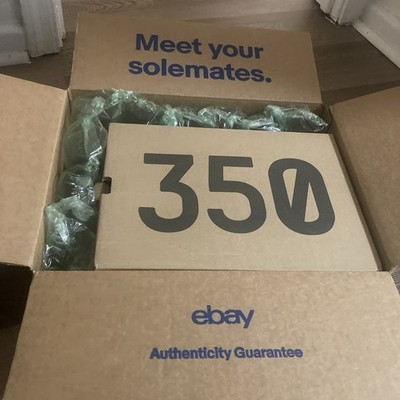 Meet your
solemates.
350
ebay
Authenticity Guarantee